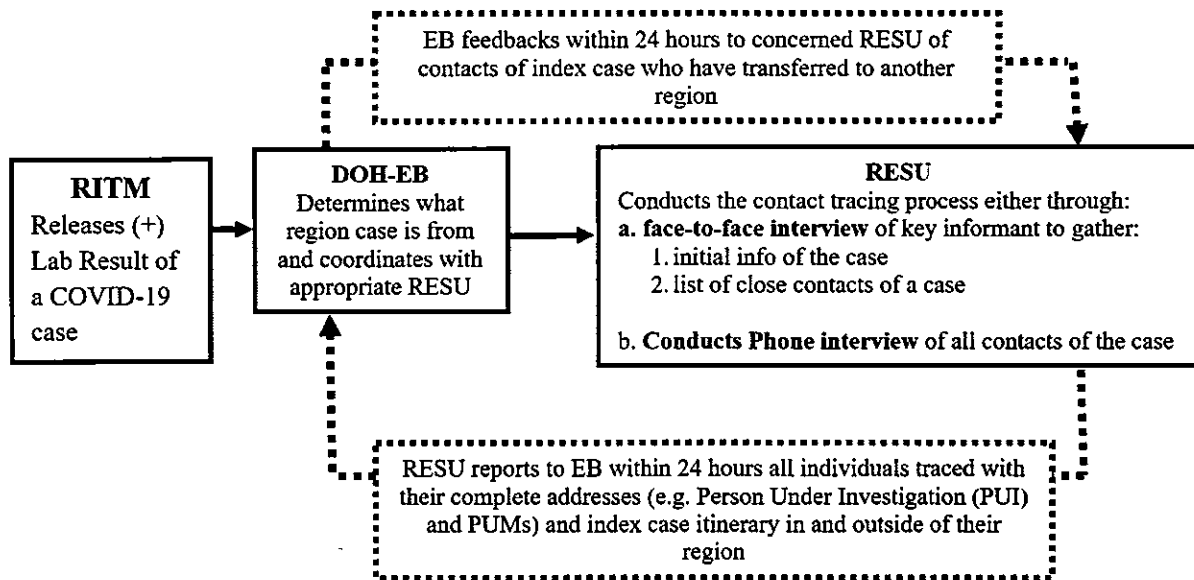 EB feedbacks within 24 hours to concerned RESU of
contacts of index case who have transferred to another
region
RITM
Releases (+)
Lab Result of
a COVID-19
case
DOH-EB
Determines what
region case is from
and coordinates with
appropriate RESU
RESU
Conducts the contact tracing process either through:
a. face-to-face interview of key informant to gather:
1. initial info of the case
2. list of close contacts of a case
b. Conducts Phone interview of all contacts of the case
RESU reports to EB within 24 hours all individuals traced with
their complete addresses (e.g. Person Under Investigation (PUI)
and PUMs) and index case itinerary in and outside of their
region